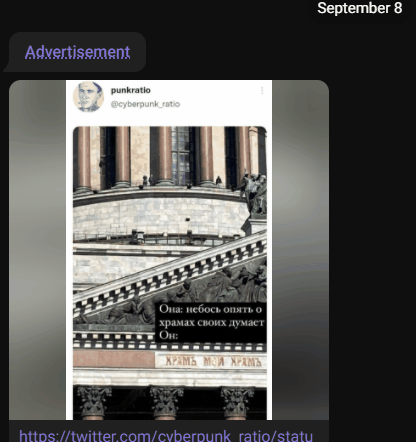 September 8
Advertisement
punkratio
@cyberpunk_ratio
Она: небось опять о
храмах своих думает
Он:
ХРАМЪ МОЙ ХРАМЪ
https://twitter.com/cyberpunk_ratio/statu